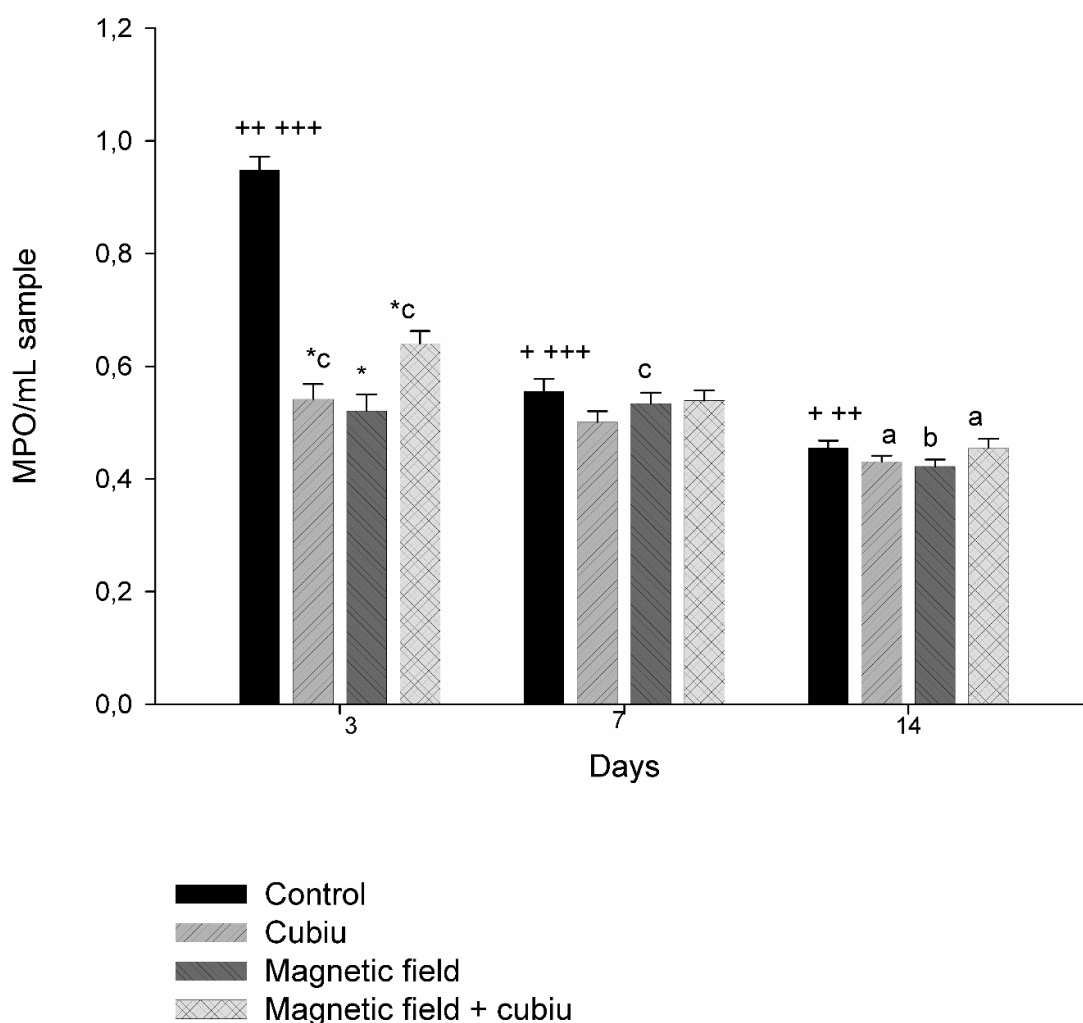 MPO/mL sample
1,2
1,0
0,8
0,6
0,4
0,2
0,0
++ +++
*c
*
*c
+ +++
c
+ ++
a
b
a
3
7
14
Days
Control
Cubiu
Magnetic field
Magnetic field + cubiu